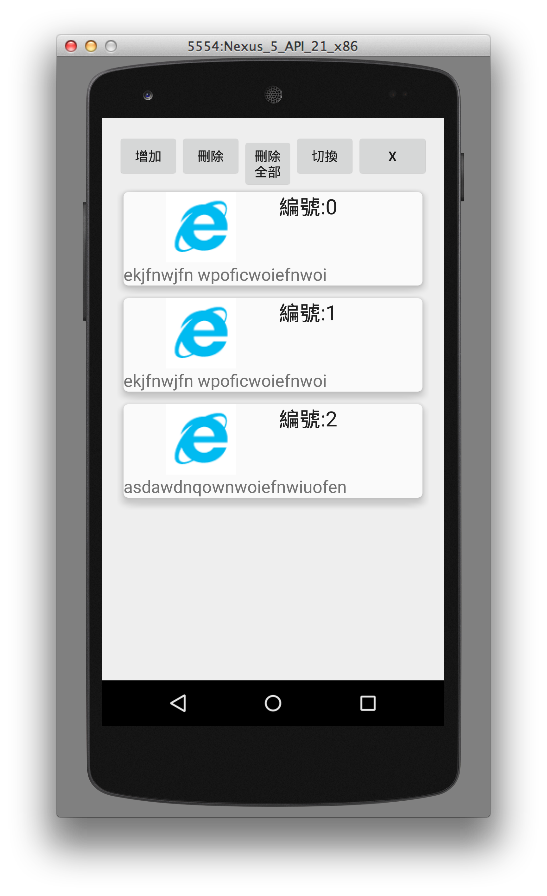 5554:Nexus_5_API_21_x86
增加
刪除
刪除
全部
切換
X
編號:0
ekjfnwjfn wpoficwoiefnwoi
編號:1
ekjfnwjfn wpoficwoiefnwoi
編號:2
asdawdnqownwoiefnwiuofen